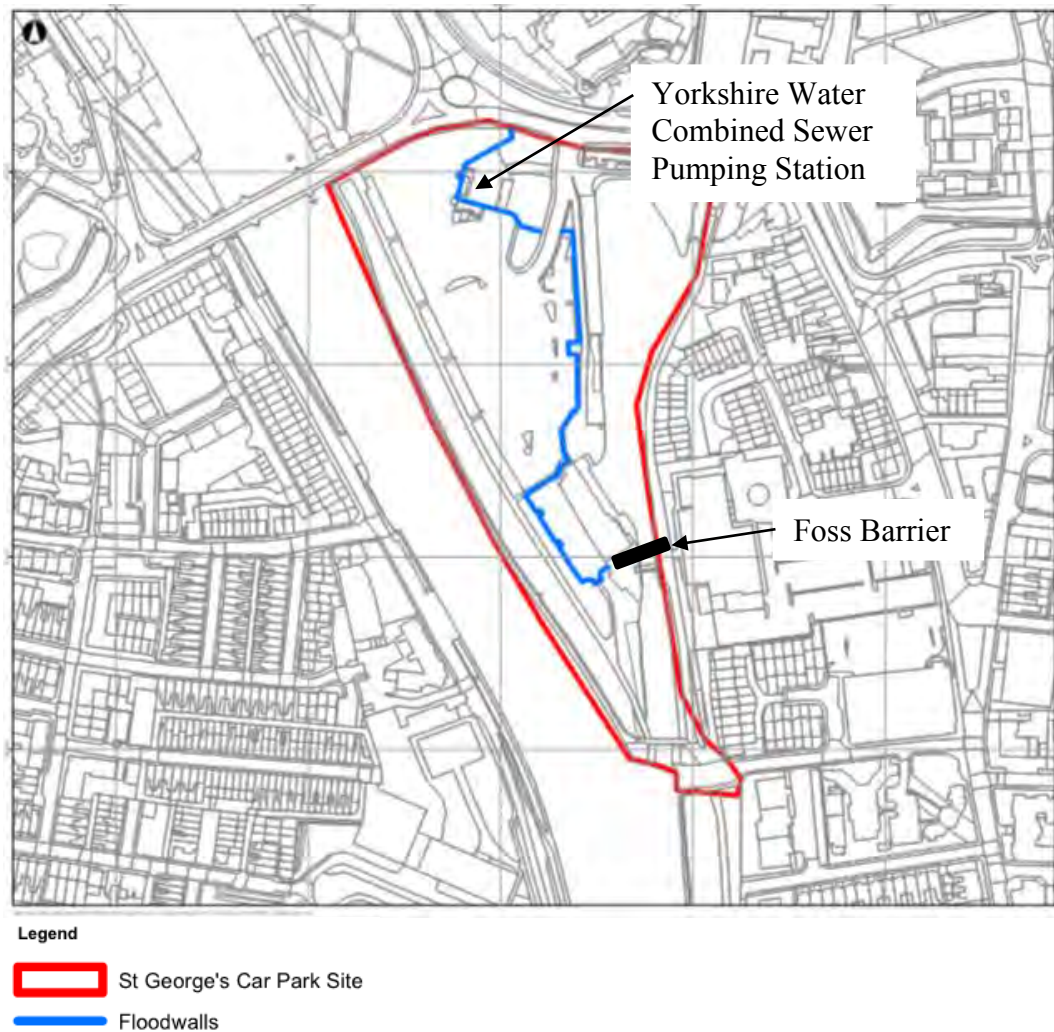 Yorkshire Water
Combined Sewer
Pumping Station
Foss Barrier
Legend
St George's Car Park Site
Floodwalls